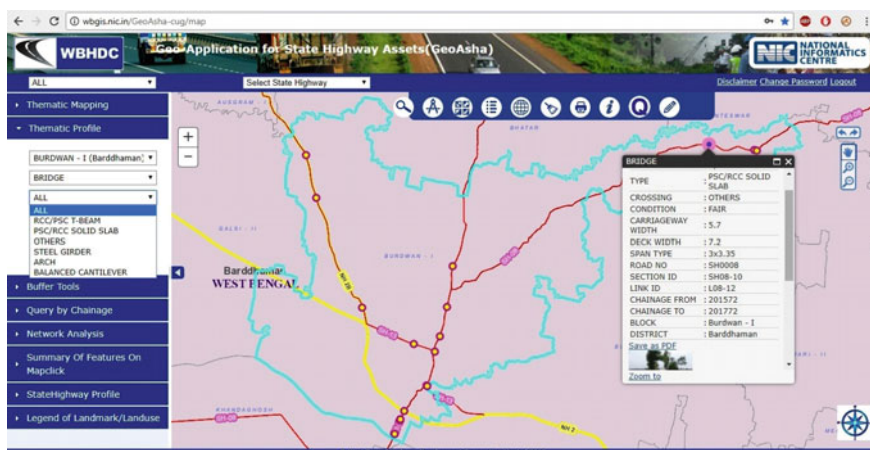 wbgis.nic.in/GeoAsha-cug/map
WBHDC
Geo-Application for State Highway Assets(GeoAsha)
NIC
NATIONAL
INFORMATICS
CENTRE
ALL
Select State Highway
Disclaimer Change Password Logout
Thematic Mapping
Thematic Profile
BURDWAN - I (Barddhaman)
BRIDGE
ALL
ALL
RCC/PSC T-BEAM
PSC/RCC SOLID SLAB
OTHERS
STEEL GIRDER
ARCH
BALANCED CANTILEVER
Buffer Tools
Query by Chainage
Network Analysis
Summary Of Features On
Mapclick
StateHighway Profile
Legend of Landmark/Landuse
+
−
AUSGRAM - I
BHATAR
GALSI - II
BURDWAN - I
Barddhaman
WEST BENGAL
KHANDAGHOSH
NH 2
BRIDGE
TYPE : PSC/RCC SOLID
SLAB
CROSSING : OTHERS
CONDITION : FAIR
CARRIAGEWAY
WIDTH : 5.7
DECK WIDTH : 7.2
SPAN TYPE : 3x3.35
ROAD NO : SH0008
SECTION ID : SH08-10
LINK ID : L08-12
CHAINAGE FROM : 201572
CHAINAGE TO : 201772
BLOCK : Burdwan - I
DISTRICT : Barddhaman
Save as PDF
Zoom to